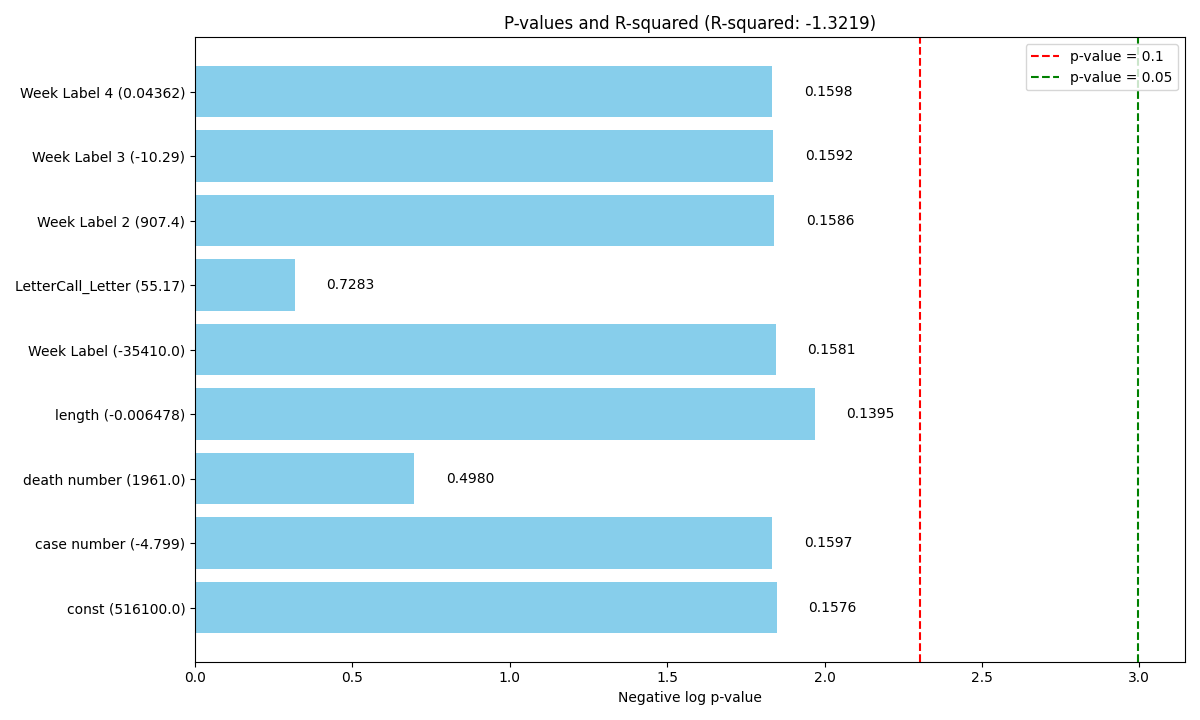 P-values and R-squared (R-squared: -1.3219)
p-value = 0.1
p-value = 0.05
Week Label 4 (0.04362) 0.1598
Week Label 3 (-10.29) 0.1592
Week Label 2 (907.4) 0.1586
LetterCall_Letter (55.17) 0.7283
Week Label (-35410.0) 0.1581
length (-0.006478) 0.1395
death number (1961.0) 0.4980
case number (-4.799) 0.1597
const (516100.0) 0.1576
0.0 0.5 1.0 1.5 2.0 2.5 3.0
Negative log p-value